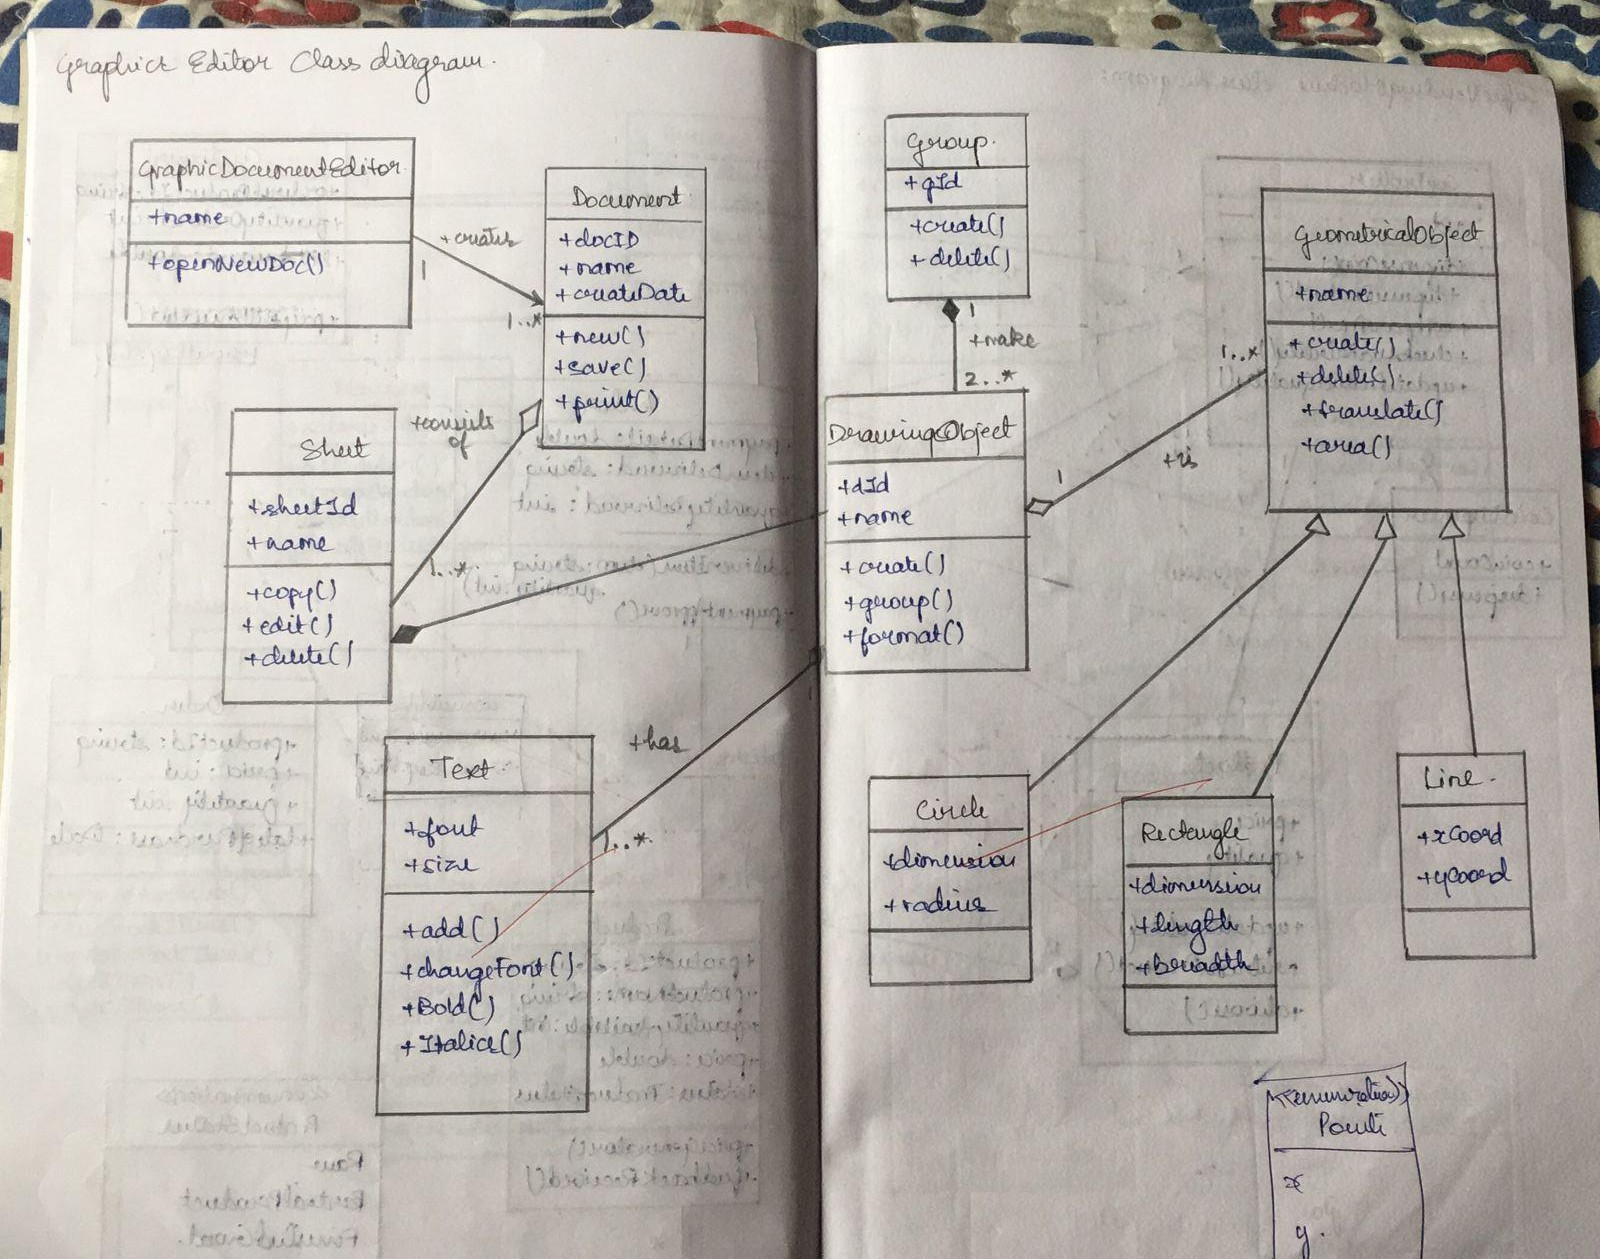 Graphics Editor Class diagram.
GraphicDocumentEditor
+name
+openNewDoc()
+creates
1
1..*
Document
+docID
+name
+createDate
+new()
+save()
+print()
+consists
of
1..*
Sheet
+sheetId
+name
+copy()
+edit()
+delete()
Text
+font
+size
+add()
+changeFont()
+Bold()
+Italics()
+has
1..*
Group.
+gId
+create()
+delete()
1
+make
2..*
DrawingObject
+dId
+name
+create()
+group()
+format()
1
+is
1..*
GeometricalObject
+name
+create()
+delete()
+translate()
+area()
Circle
+dimension
+radius
Rectangle
+dimension
+length
+breadth
Line.
+xCoord
+yCoord
<<enumeration>>
x
y.